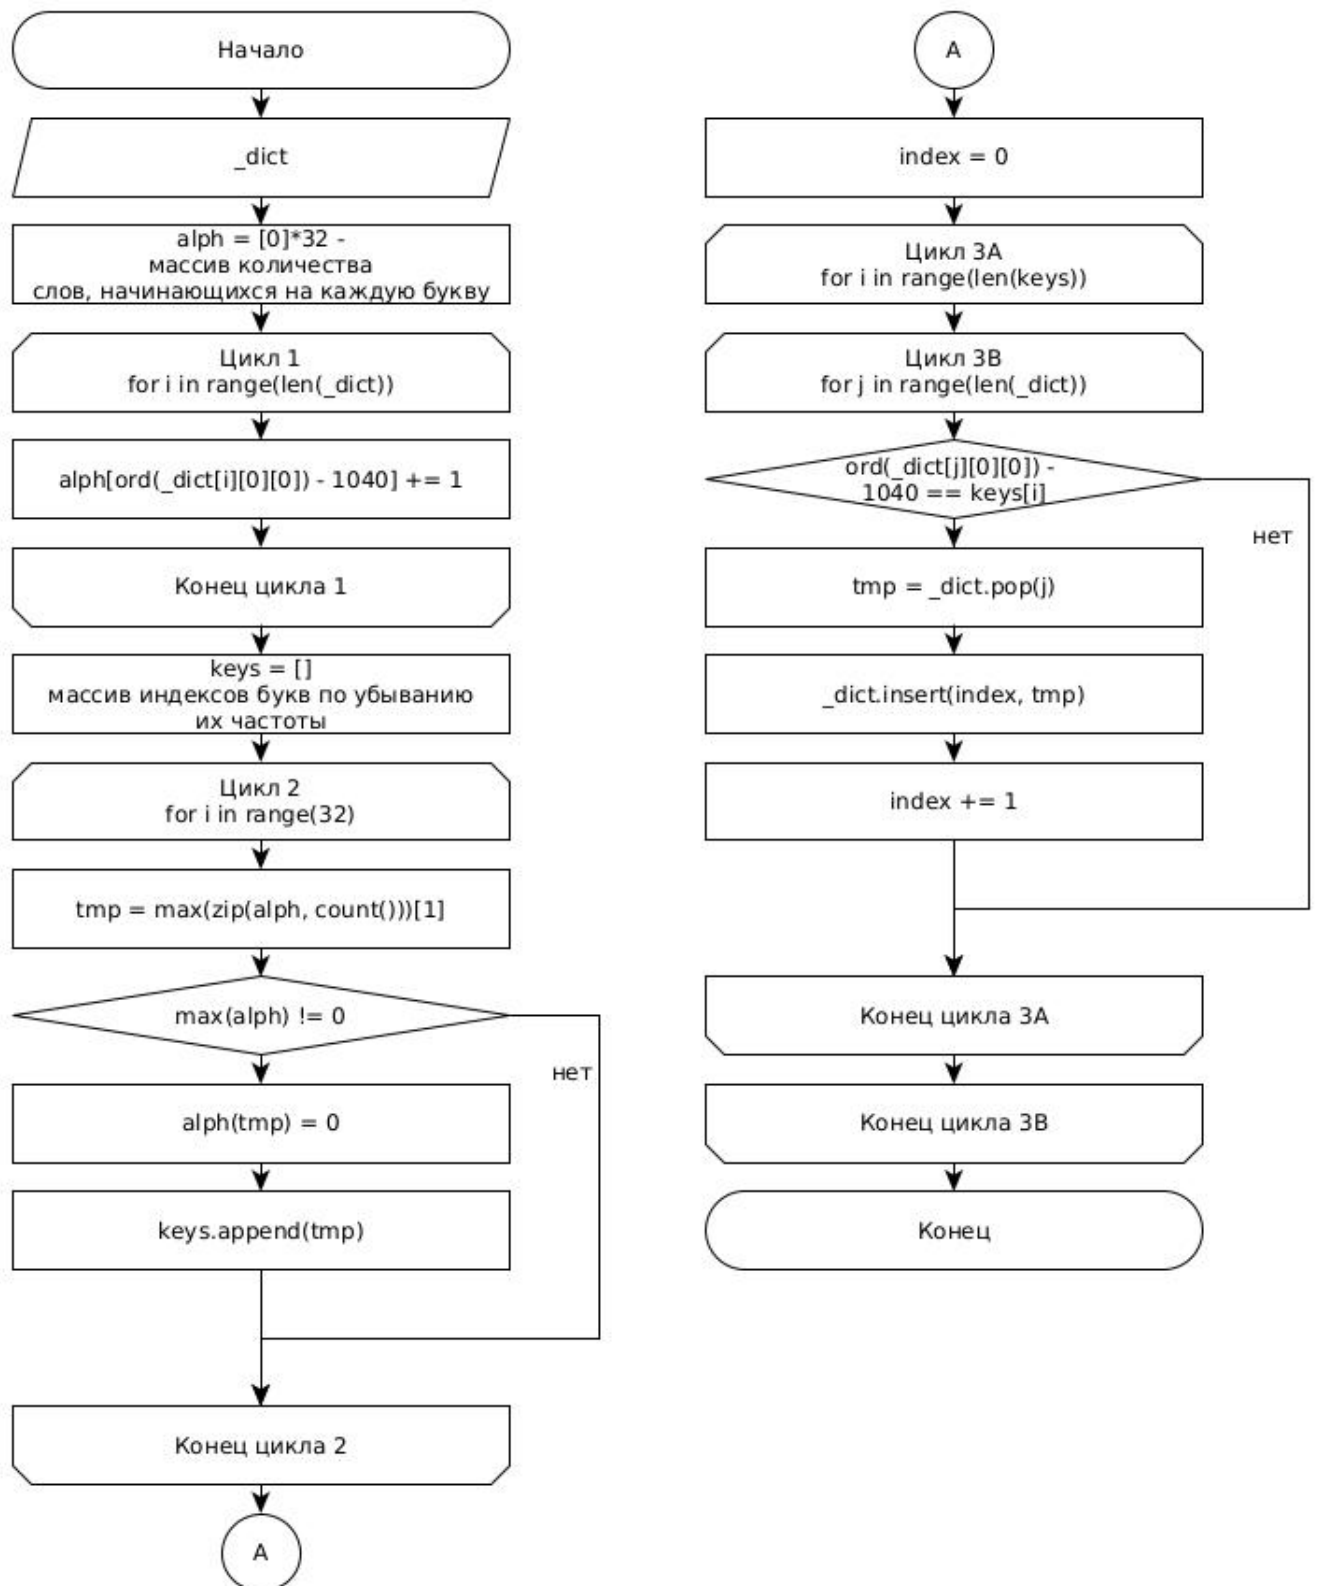 Начало
_dict
alph = [0]*32 -
массив количества
слов, начинающихся на каждую букву
Цикл 1
for i in range(len(_dict))
alph[ord(_dict[i][0][0]) - 1040] += 1
Конец цикла 1
keys = []
массив индексов букв по убыванию
их частоты
Цикл 2
for i in range(32)
tmp = max(zip(alph, count()))[1]
max(alph) != 0
нет
alph(tmp) = 0
keys.append(tmp)
Конец цикла 2
A
A
index = 0
Цикл 3A
for i in range(len(keys))
Цикл 3B
for j in range(len(_dict))
ord(_dict[j][0][0]) -
1040 == keys[i]
нет
tmp = _dict.pop(j)
_dict.insert(index, tmp)
index += 1
Конец цикла 3A
Конец цикла 3B
Конец